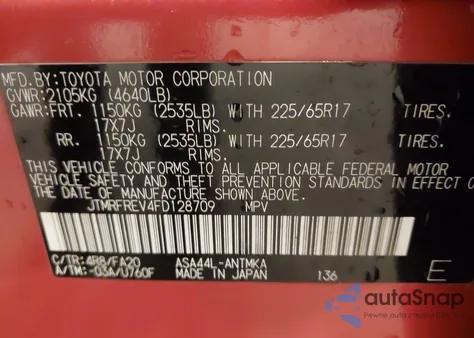 MFD.BY:TOYOTA MOTOR CORPORATION
GVWR:2105KG (4640LB)
GAWR:FRT. 1150KG (2535LB) WITH 225/65R17 TIRES.
17X7J RIMS.
RR. 1150KG (2535LB) WITH 225/65R17 TIRES.
17X7J RIMS.
THIS VEHICLE CONFORMS TO ALL APPLICABLE FEDERAL MOTOR
VEHICLE SAFETY AND THEFT PREVENTION STANDARDS IN EFFECT O
THE DATE OF MANUFACTURE SHOWN ABOVE.
JTMRFREV4FD128709 MPV
C/TR:4R8/FA20 ASA44L-ANTMKA
A/TM:-03A/U760F MADE IN JAPAN 136 E
autoSnap
Pewne auta z